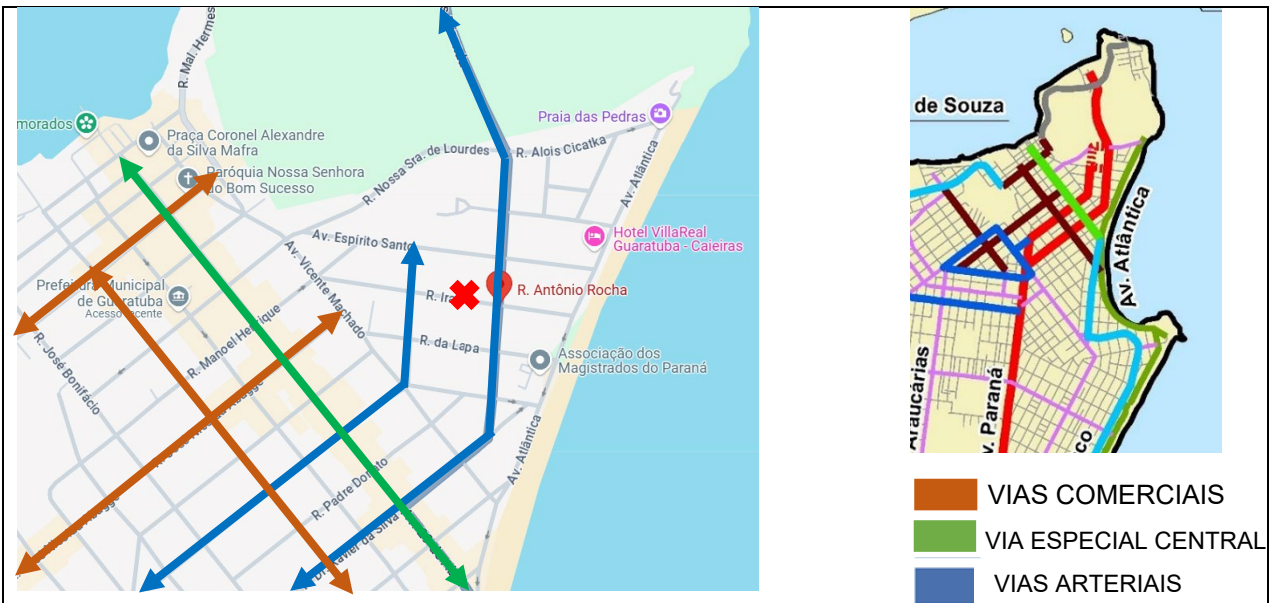 R. Mal. Hermes
morados
Praça Coronel Alexandre
da Silva Mafra
Paróquia Nossa Senhora
do Bom Sucesso
R. Nossa Sra. de Lourdes
R. Alois Cicatka
Praia das Pedras
Av. Atlântica
Av. Espírito Santo
Hotel VillaReal
Guaratuba - Caieiras
Av. Vicente Machado
Prefeitura Municipal
de Guaratuba
R. Antônio Rocha
R. da Lapa
R. Manoel Henrique
R. José Bonifácio
Associação dos
Magistrados do Paraná
Av. Atlântica
R. Padre Donato
de Souza
Av. Atlântica
Araucárias
v. Paraná
co
VIAS COMERCIAIS
VIA ESPECIAL CENTRAL
VIAS ARTERIAIS